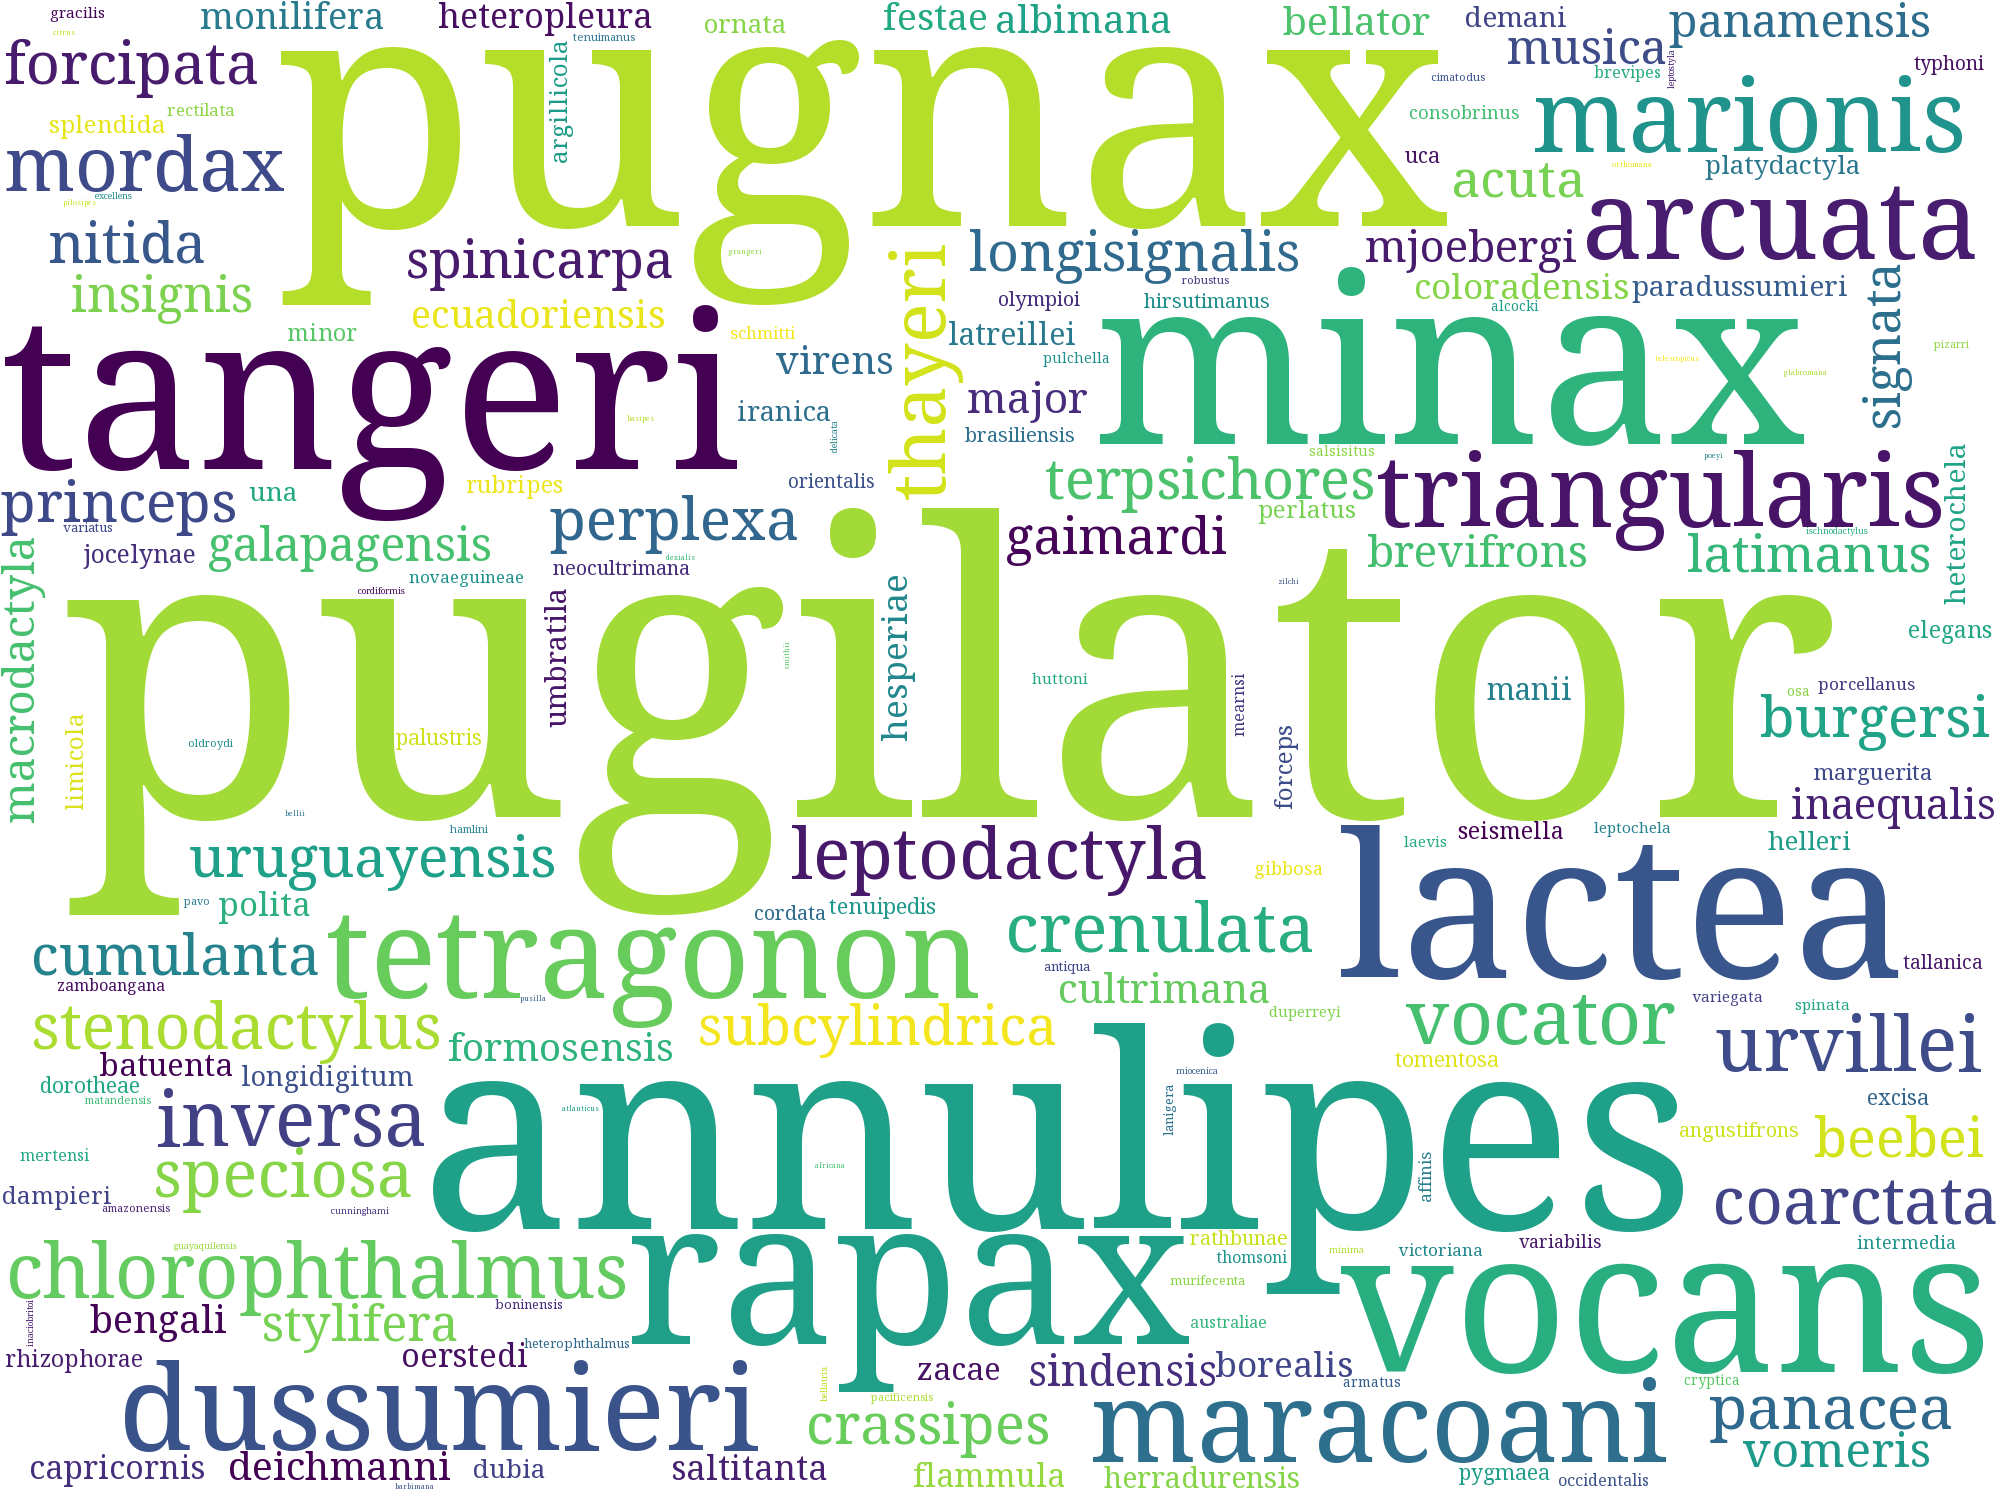 gracilis
monilifera
heteropleura
ornata
festae
albimana
bellator
demani
panamensis
citrus
forcipata
pugnax
tenuimanus
argillicola
musica
cimatodus
brevipes
leptostyla
typhoni
splendida
rectilata
consobrinus
marionis
mordax
uca
orthomana
platydactyla
pilosipes
excellens
acuta
arcuata
nitida
spinicarpa
grangeri
thayeri
longisignalis
mjoebergi
insignis
robustus
coloradensis
paradussumieri
signata
ecuadoriensis
olympioi
hirsutimanus
alcocki
minor
schmitti
latreillei
minax
tangeri
virens
pulchella
telescopicus
pizarri
glabromana
major
basipes
iranica
delicata
brasiliensis
salsisitus
poeyi
heterochela
princeps
una
rubripes
orientalis
terpsichores
triangularis
variatus
perplexa
perlatus
galapagensis
gaimardi
brevifrons
latimanus
ischnodactylus
macrodactyla
jocelynae
dexialis
novaeguineae
neocultrimana
zilchi
cordiformis
pugilator
umbratila
smithii
hesperiae
elegans
huttoni
mearnsi
manii
osa
porcellanus
limicola
oldroydi
palustris
forceps
burgersi
marguerita
bellii
inaequalis
hamlini
uruguayensis
leptodactyla
seismella
leptochela
laevis
helleri
gibbosa
lactea
pavo
polita
cordata
tenuipedis
tetragonon
crenulata
cumulanta
antiqua
tallanica
zamboangana
pusilla
cultrimana
variegata
spinata
stenodactylus
subcylindrica
duperreyi
vocator
urvillei
formosensis
batuenta
longidigitum
tomentosa
dorotheae
matandensis
miocenica
annulipes
atlanticus
lanigera
excisa
inversa
angustifrons
beebei
mertensi
speciosa
africana
affinis
dampieri
amazonensis
cunninghami
coarctata
guayaquilensis
chlorophthalmus
rapax
rathbunae
thomsoni
minima
victoriana
variabilis
intermedia
murifecenta
vocans
inaciobritoi
bengali
stylifera
boninensis
australiae
rhizophorae
oerstedi
heterophthalmus
zacae
sindensis
borealis
armatus
cryptica
dussumieri
bellatrix
pacificensis
crassipes
maracoani
panacea
vomeris
capricornis
deichmanni
dubia
saltitanta
flammula
herradurensis
pygmaea
occidentalis
barbimana